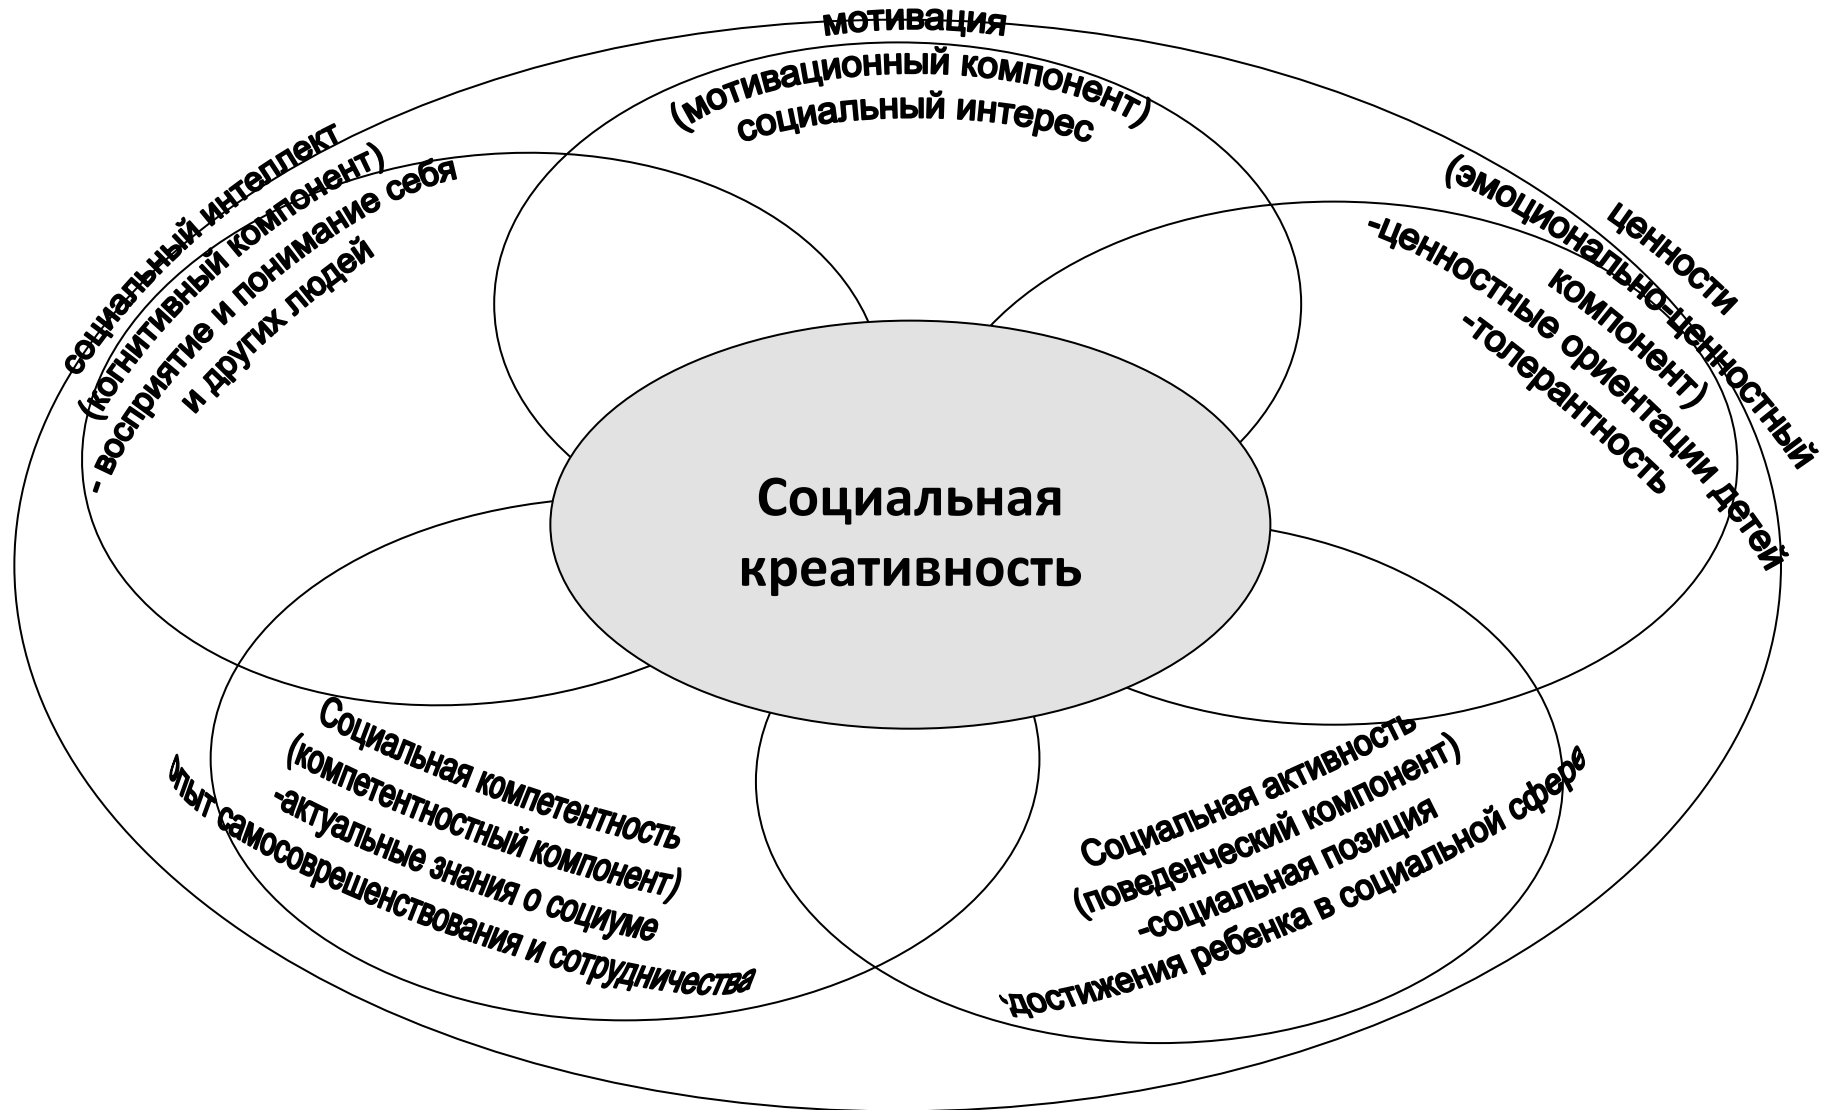 мотивация
(мотивационный компонент)
социальный интерес
социальный интеллект
(когнитивный компонент)
- восприятие и понимание себя
и других людей
ценности
(эмоционально-ценностный
компонент)
-ценностные ориентации детей
-толерантность
Социальная
креативность
Социальная компетентность
(компетентностный компонент)
-актуальные знания о социуме
опыт самосоврешенствования и сотрудничества
Социальная активность
(поведенческий компонент)
-социальная позиция
достижения ребенка в социальной сфере